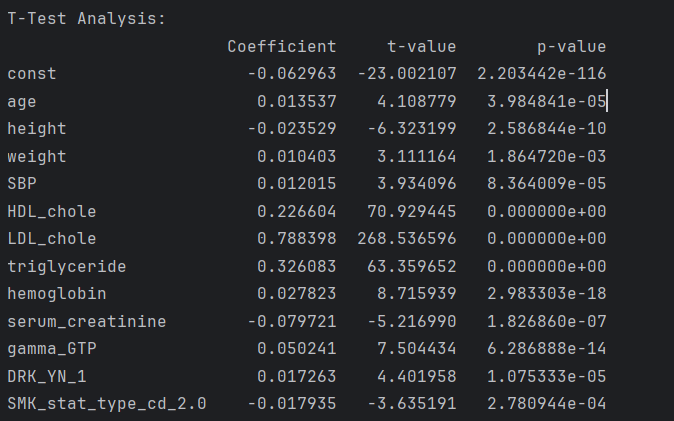 T-Test Analysis:
Coefficient t-value p-value
const -0.062963 -23.002107 2.203442e-116
age 0.013537 4.108779 3.984841e-05
height -0.023529 -6.323199 2.586844e-10
weight 0.010403 3.111164 1.864720e-03
SBP 0.012015 3.934096 8.364009e-05
HDL_chole 0.226604 70.929445 0.000000e+00
LDL_chole 0.788398 268.536596 0.000000e+00
triglyceride 0.326083 63.359652 0.000000e+00
hemoglobin 0.027823 8.715939 2.983303e-18
serum_creatinine -0.079721 -5.216990 1.826860e-07
gamma_GTP 0.050241 7.504434 6.286888e-14
DRK_YN_1 0.017263 4.401958 1.075333e-05
SMK_stat_type_cd_2.0 -0.017935 -3.635191 2.780944e-04